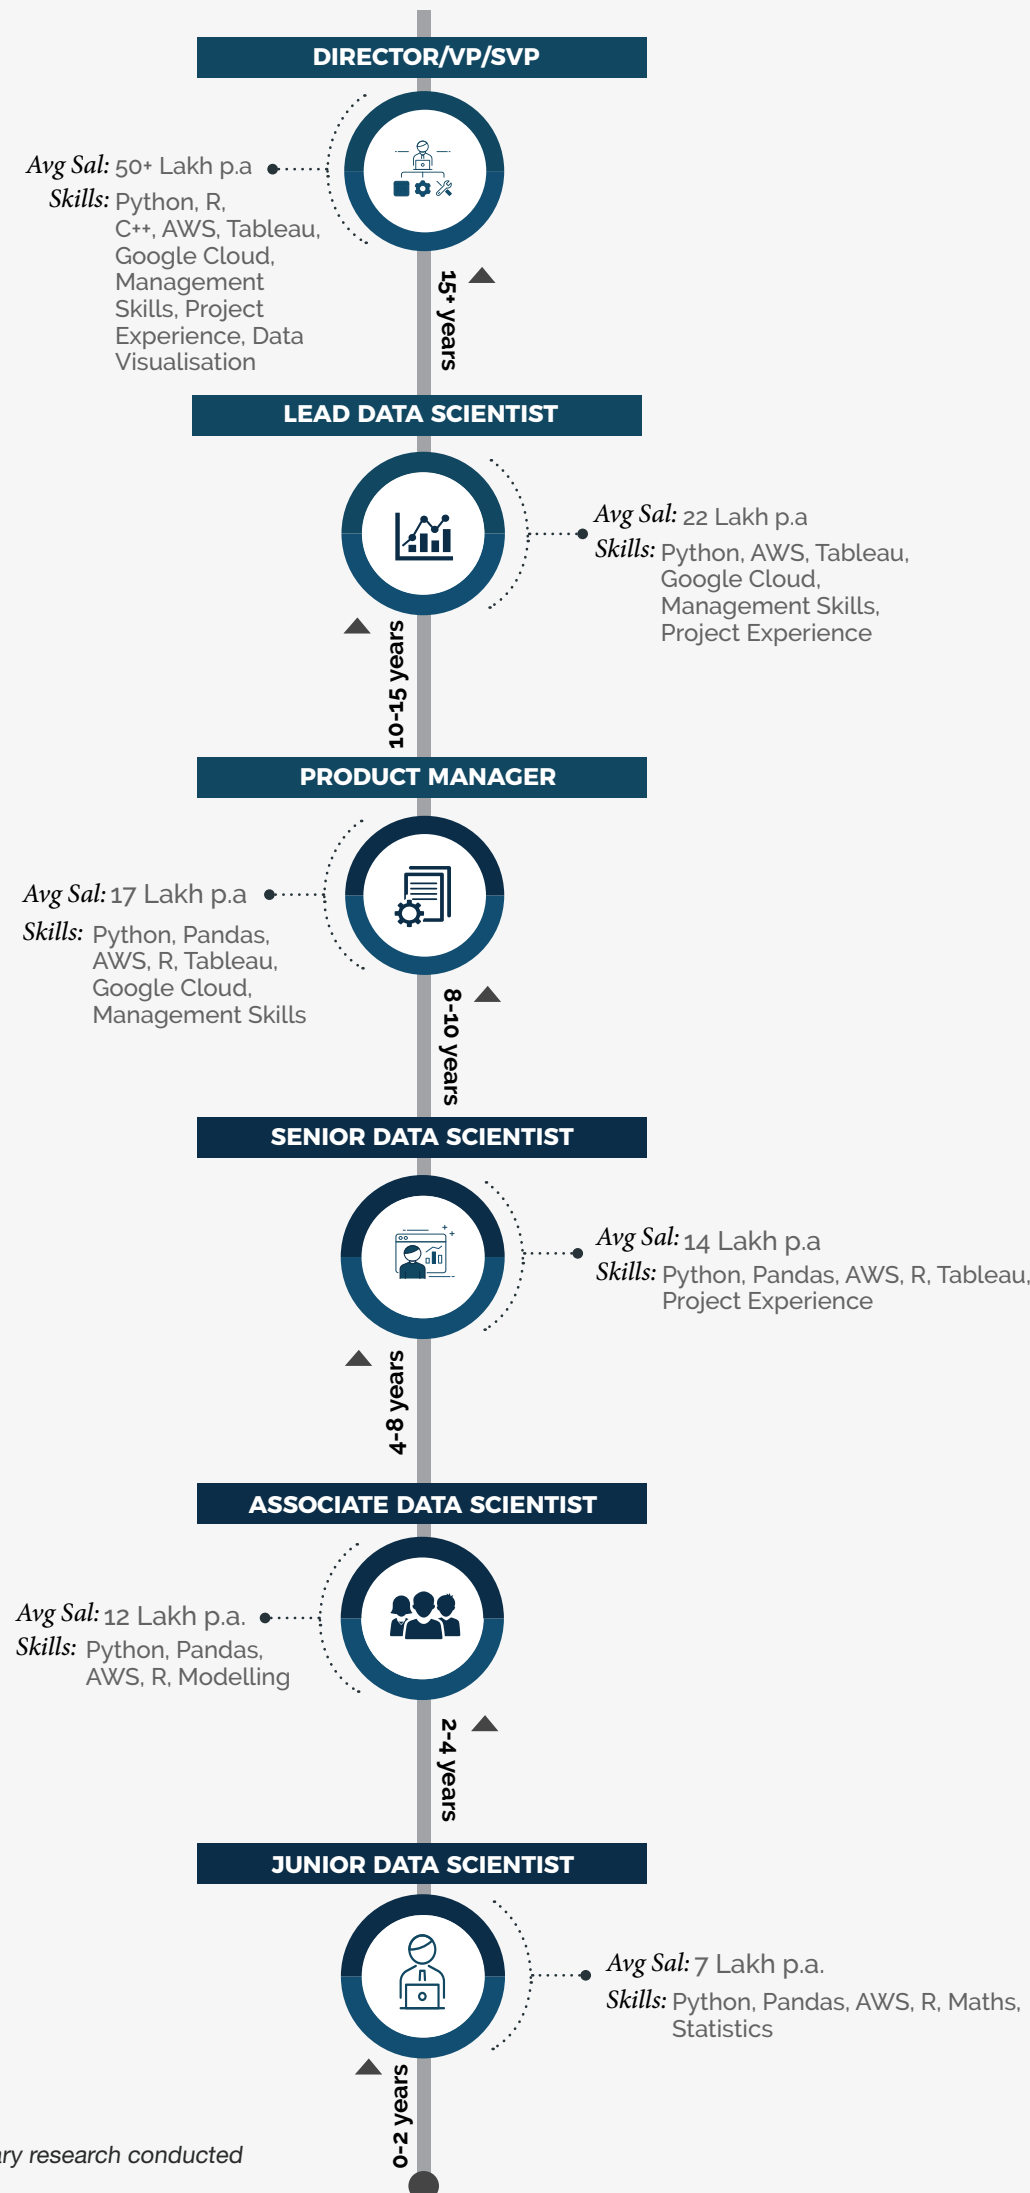 DIRECTOR/VP/SVP
Avg Sal: 50+ Lakh p.a
Skills: Python, R,
C++, AWS, Tableau,
Google Cloud,
Management
Skills, Project
Experience, Data
Visualisation
15+ years
LEAD DATA SCIENTIST
Avg Sal: 22 Lakh p.a
Skills: Python, AWS, Tableau,
Google Cloud,
Management Skills,
Project Experience
10-15 years
PRODUCT MANAGER
Avg Sal: 17 Lakh p.a
Skills: Python, Pandas,
AWS, R, Tableau,
Google Cloud,
Management Skills
8-10 years
SENIOR DATA SCIENTIST
Avg Sal: 14 Lakh p.a
Skills: Python, Pandas, AWS, R, Tableau,
Project Experience
4-8 years
ASSOCIATE DATA SCIENTIST
Avg Sal: 12 Lakh p.a.
Skills: Python, Pandas,
AWS, R, Modelling
2-4 years
JUNIOR DATA SCIENTIST
Avg Sal: 7 Lakh p.a.
Skills: Python, Pandas, AWS, R, Maths,
Statistics
0-2 years
research conducted